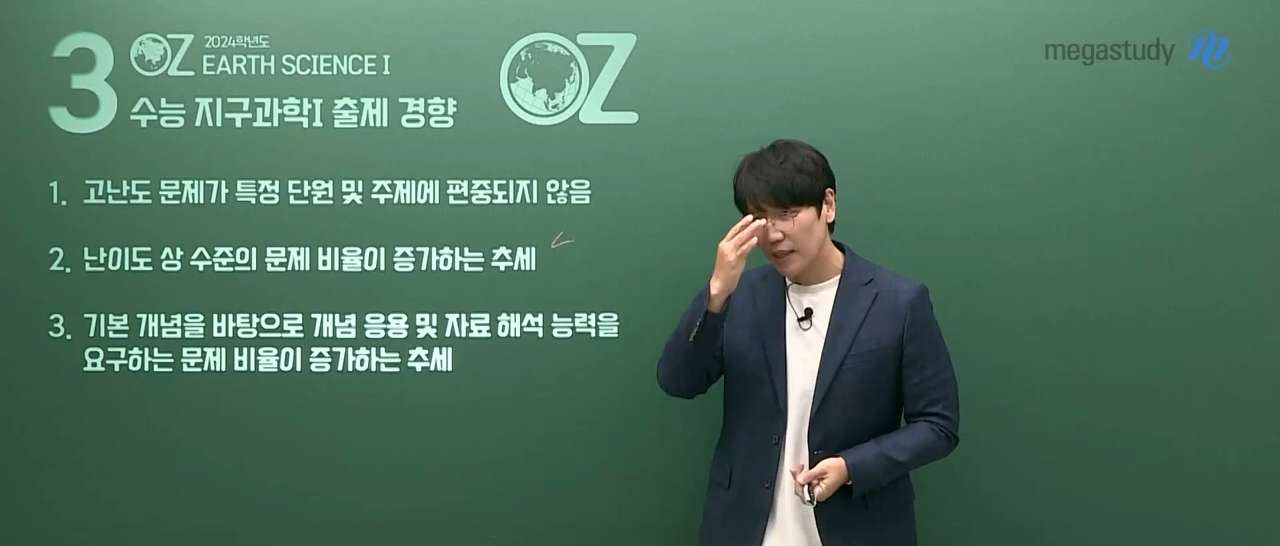 3
OZ 2024학년도
EARTH SCIENCE I
수능 지구과학I 출제 경향
OZ
megastudy
1. 고난도 문제가 특정 단원 및 주제에 편중되지 않음
2. 난이도 상 수준의 문제 비율이 증가하는 추세
3. 기본 개념을 바탕으로 개념 응용 및 자료 해석 능력을
요구하는 문제 비율이 증가하는 추세